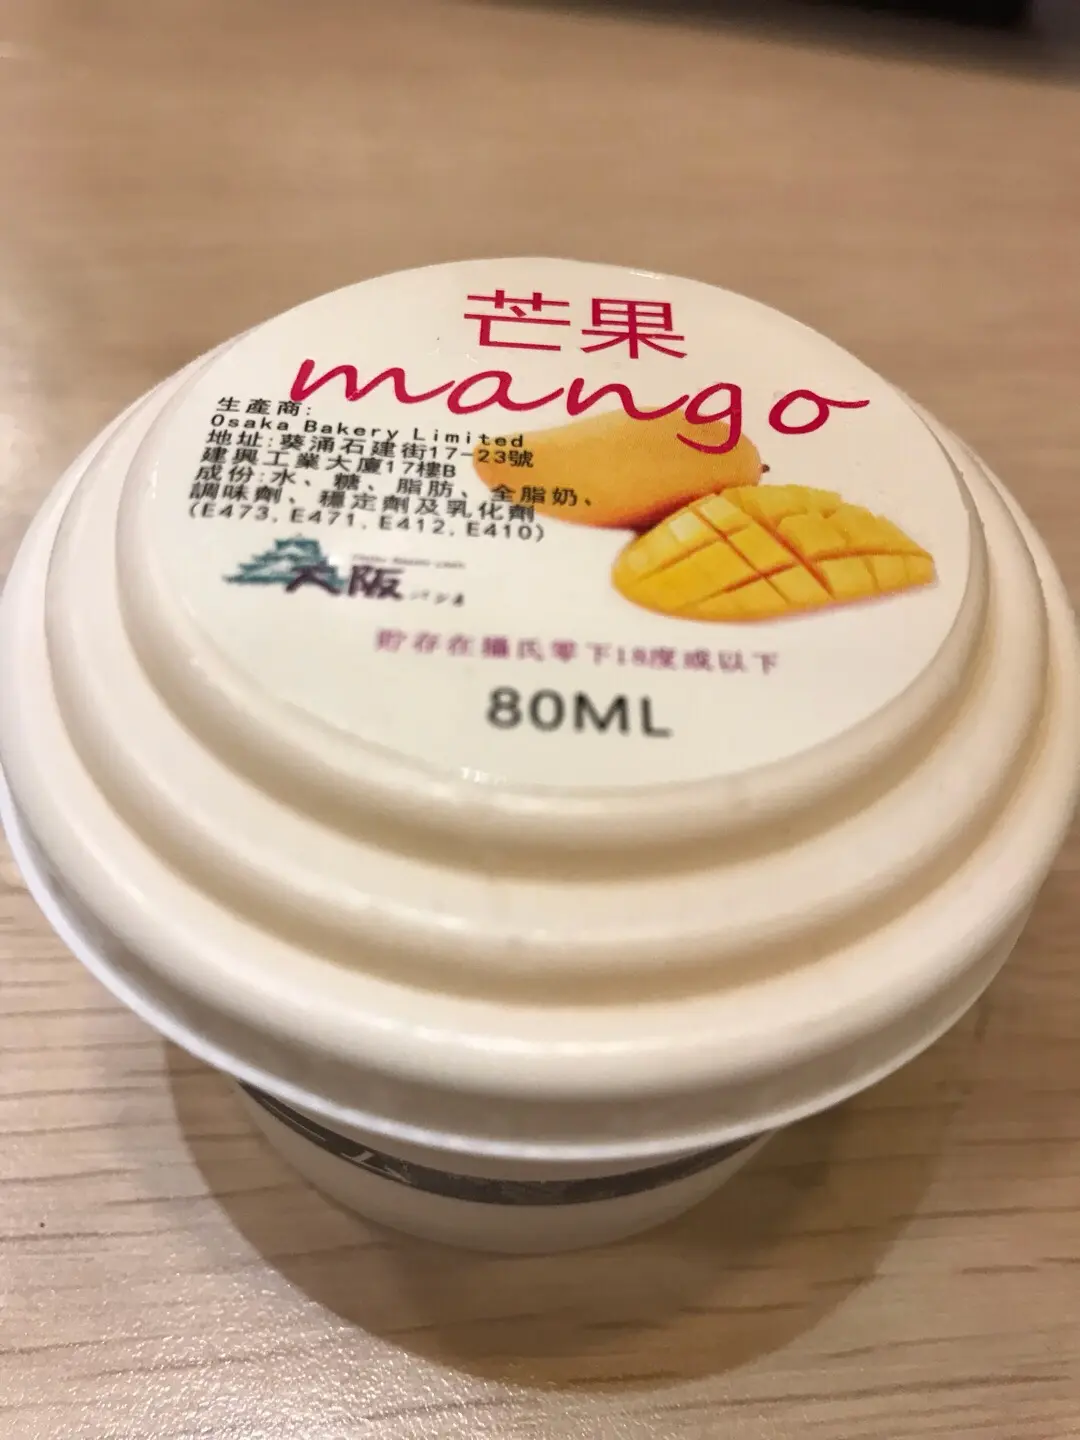 芒果
mango
生產商:
Osaka Bakery Limited
地址:葵涌石建街17-23號
建興工業大廈17樓B
成份:水、糖、脂肪、全脂奶、
調味劑、穩定劑及乳化劑
(E473, E471, E412, E410)
大阪
貯存在攝氏零下18度或以下
80ML